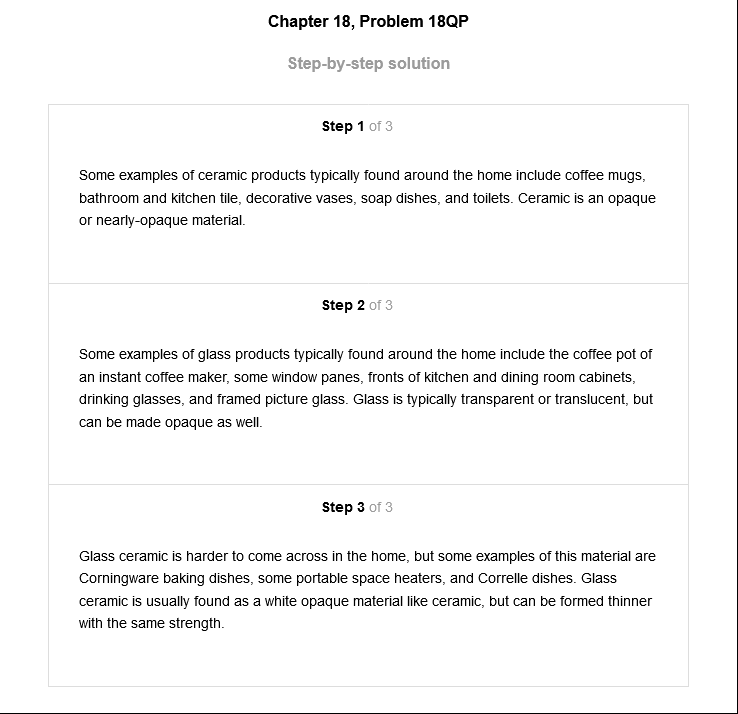 Chapter 18, Problem 18QP
Step-by-step solution
Step 1 of 3
Some examples of ceramic products typically found around the home include coffee mugs,
bathroom and kitchen tile, decorative vases, soap dishes, and toilets. Ceramic is an opaque
or nearly-opaque material.
Step 2 of 3
Some examples of glass products typically found around the home include the coffee pot of
an instant coffee maker, some window panes, fronts of kitchen and dining room cabinets,
drinking glasses, and framed picture glass. Glass is typically transparent or translucent, but
can be made opaque as well.
Step 3 of 3
Glass ceramic is harder to come across in the home, but some examples of this material are
Corningware baking dishes, some portable space heaters, and Correlle dishes. Glass
ceramic is usually found as a white opaque material like ceramic, but can be formed thinner
with the same strength.